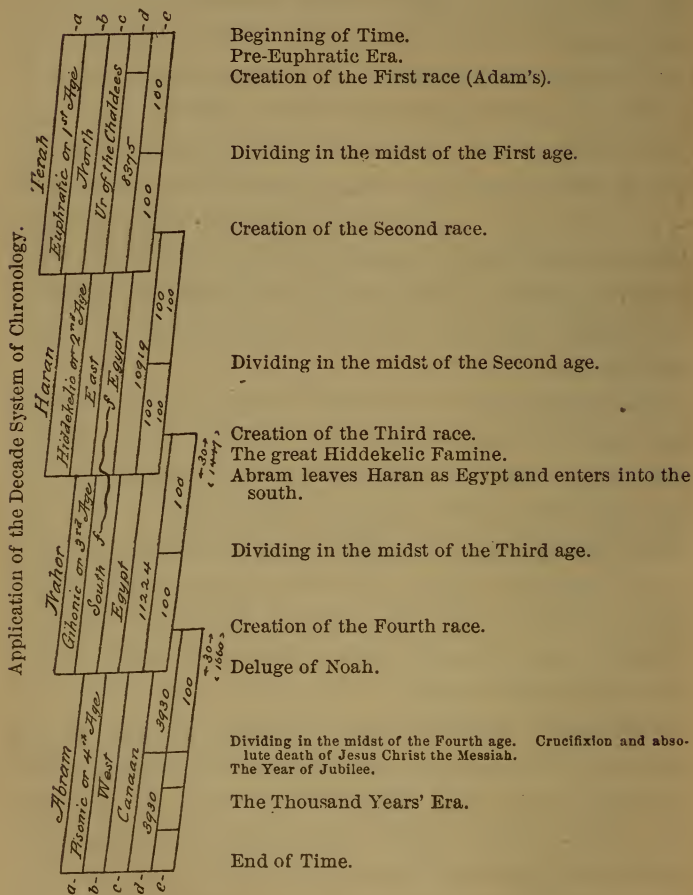 Application of the Decade System of Chronology.
-a
-b
-c
-d
-e
Terah
Euphratic or 1st Age
North
Ur of the Chaldees
8375
100
100
Haran
Hiddekelic or 2nd Age
East
f Egypt
10919
100
100
100
100
Nahor
Gihonic or 3rd Age
South f
Egypt
11224
100
100
←30→
Abram
Pisonic or 4th Age
West
Canaan
3930
3930
100
←30→
‹1660›
a-
b-
c-
d-
e-
Beginning of Time.
Pre-Euphratic Era.
Creation of the First race (Adam's).
Dividing in the midst of the First age.
Creation of the Second race.
Dividing in the midst of the Second age.
Creation of the Third race.
The great Hiddekelic Famine.
Abram leaves Haran as Egypt and enters into the
south.
Dividing in the midst of the Third age.
Creation of the Fourth race.
Deluge of Noah.
Dividing in the midst of the Fourth age. Crucifixion and abso-
lute death of Jesus Christ the Messiah.
The Year of Jubilee.
The Thousand Years' Era.
End of Time.